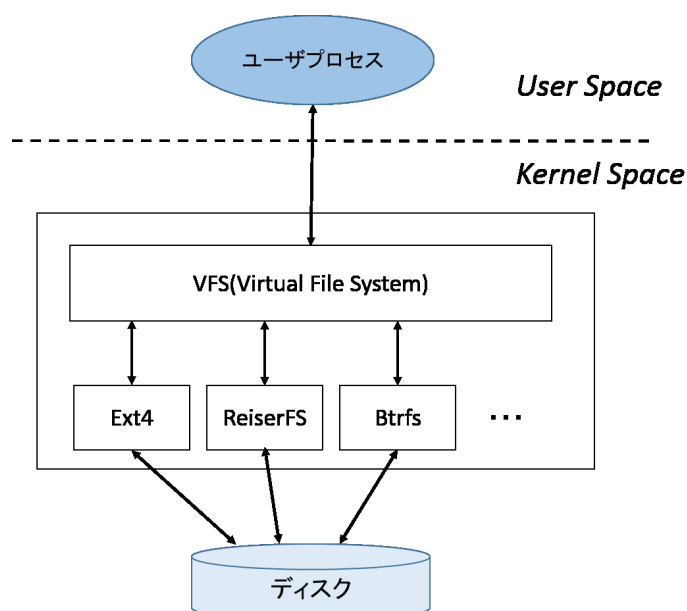 ユーザプロセス
User Space
Kernel Space
VFS(Virtual File System)
Ext4
ReiserFS
Btrfs
...
ディスク